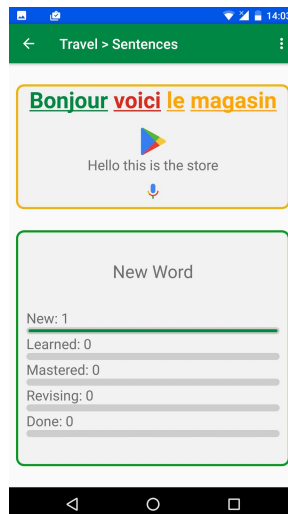 14:03
Travel > Sentences
Bonjour voici le magasin
Hello this is the store
New Word
New: 1
Learned: 0
Mastered: 0
Revising: 0
Done: 0